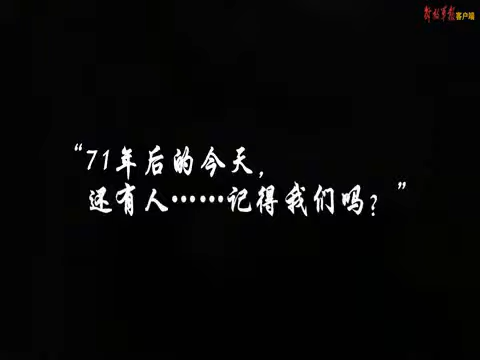 解放军报客户端
“71年后的今天，
还有人……记得我们吗？”